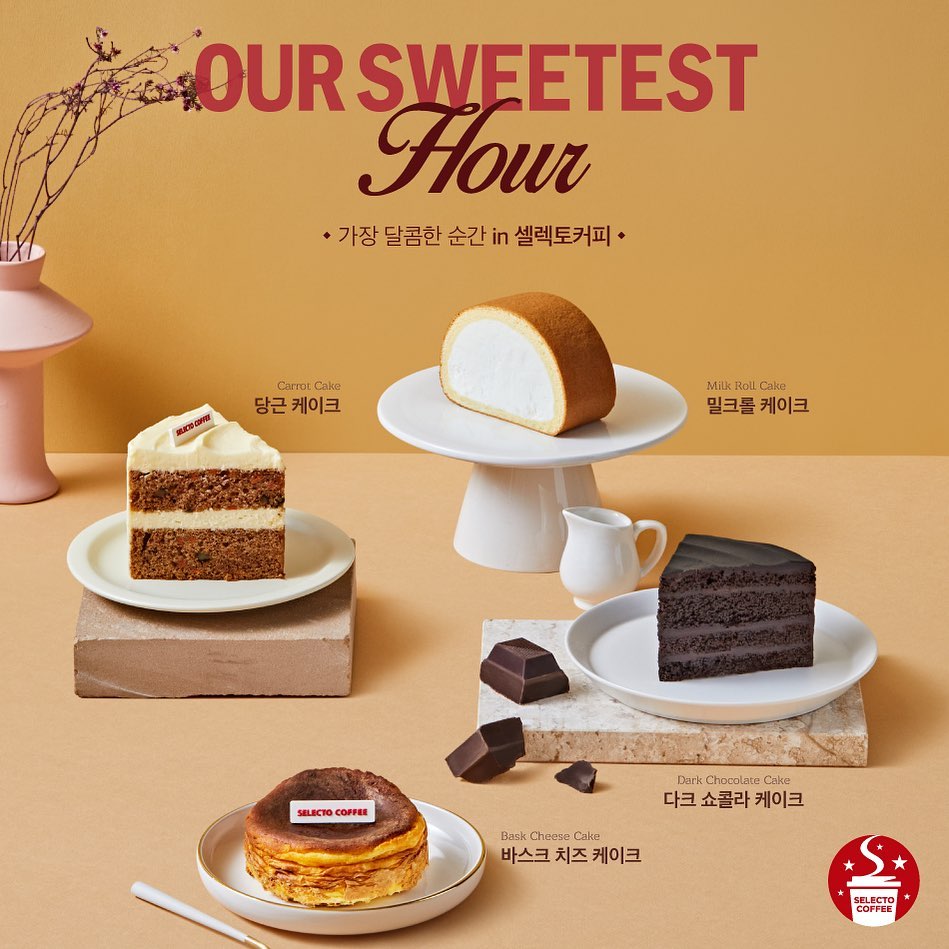 OUR SWEETEST
Hour
가장 달콤한 순간 in 셀렉토커피
Carrot Cake
당근 케이크
Milk Roll Cake
밀크롤 케이크
SELECTO COFFEE
Dark Chocolate Cake
다크 쇼콜라 케이크
Bask Cheese Cake
바스크 치즈 케이크
SELECTO COFFEE
SELECTO
COFFEE